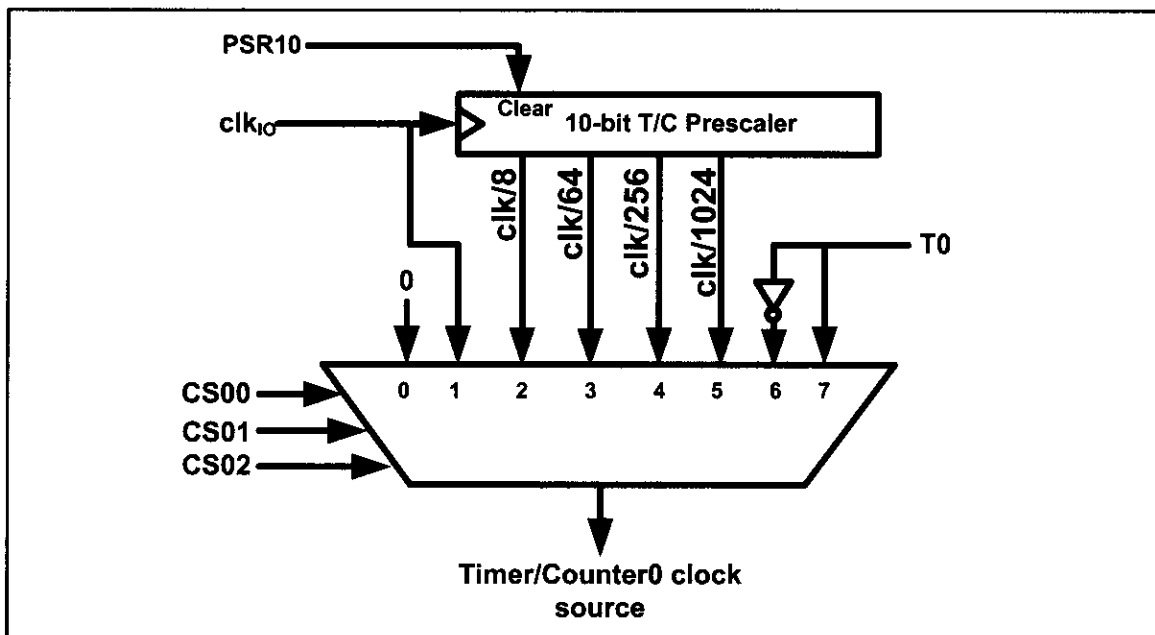 PSR10
Clear
clkIO
10-bit T/C Prescaler
clk/8
clk/64
clk/256
clk/1024
T0
0
0 1 2 3 4 5 6 7
CS00
CS01
CS02
Timer/Counter0 clock
source